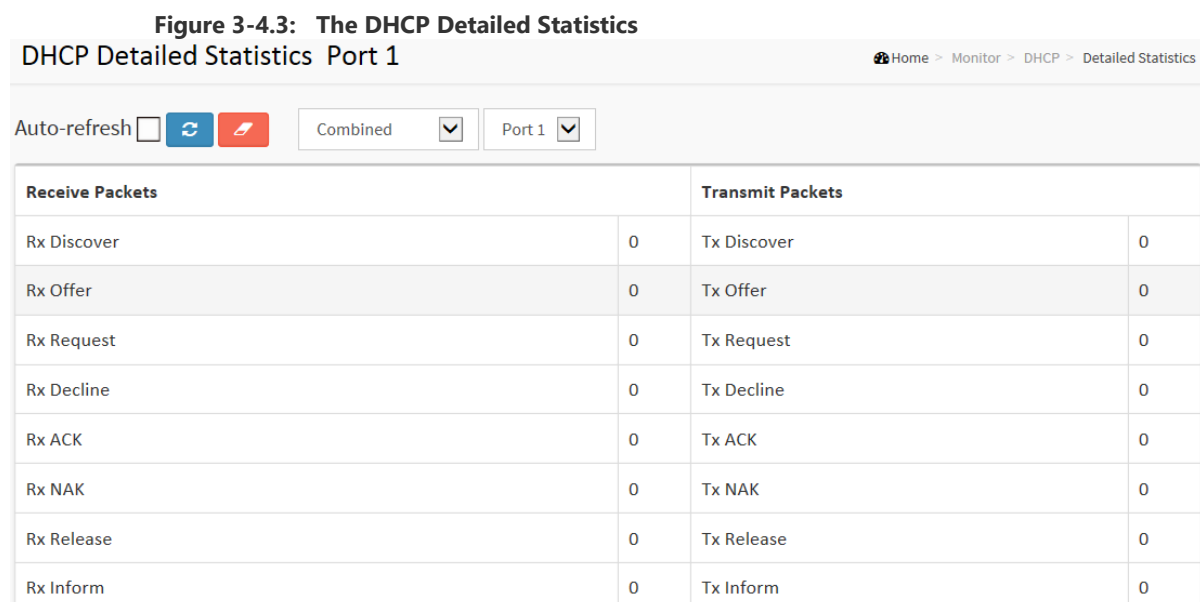 Figure 3-4.3: The DHCP Detailed Statistics
DHCP Detailed Statistics Port 1
Home > Monitor > DHCP > Detailed Statistics
Auto-refresh Combined Port 1
Receive Packets Transmit Packets
Rx Discover 0 Tx Discover 0
Rx Offer 0 Tx Offer 0
Rx Request 0 Tx Request 0
Rx Decline 0 Tx Decline 0
Rx ACK 0 Tx ACK 0
Rx NAK 0 Tx NAK 0
Rx Release 0 Tx Release 0
Rx Inform 0 Tx Inform 0